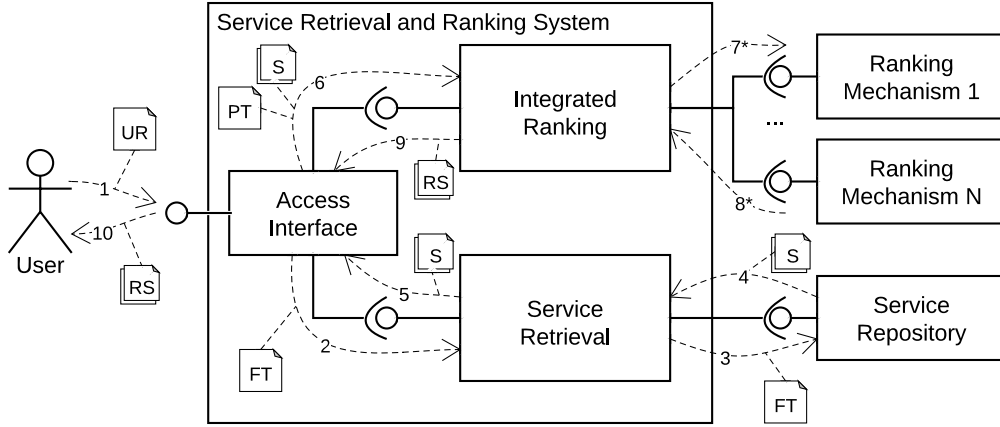 Service Retrieval and Ranking System
S
6
7*
PT
Integrated
Ranking
Ranking
Mechanism 1
...
UR
9
RS
1
Access
Interface
8*
Ranking
Mechanism N
10
User
RS
S
5
S
4
Service
Retrieval
Service
Repository
2
3
FT
FT